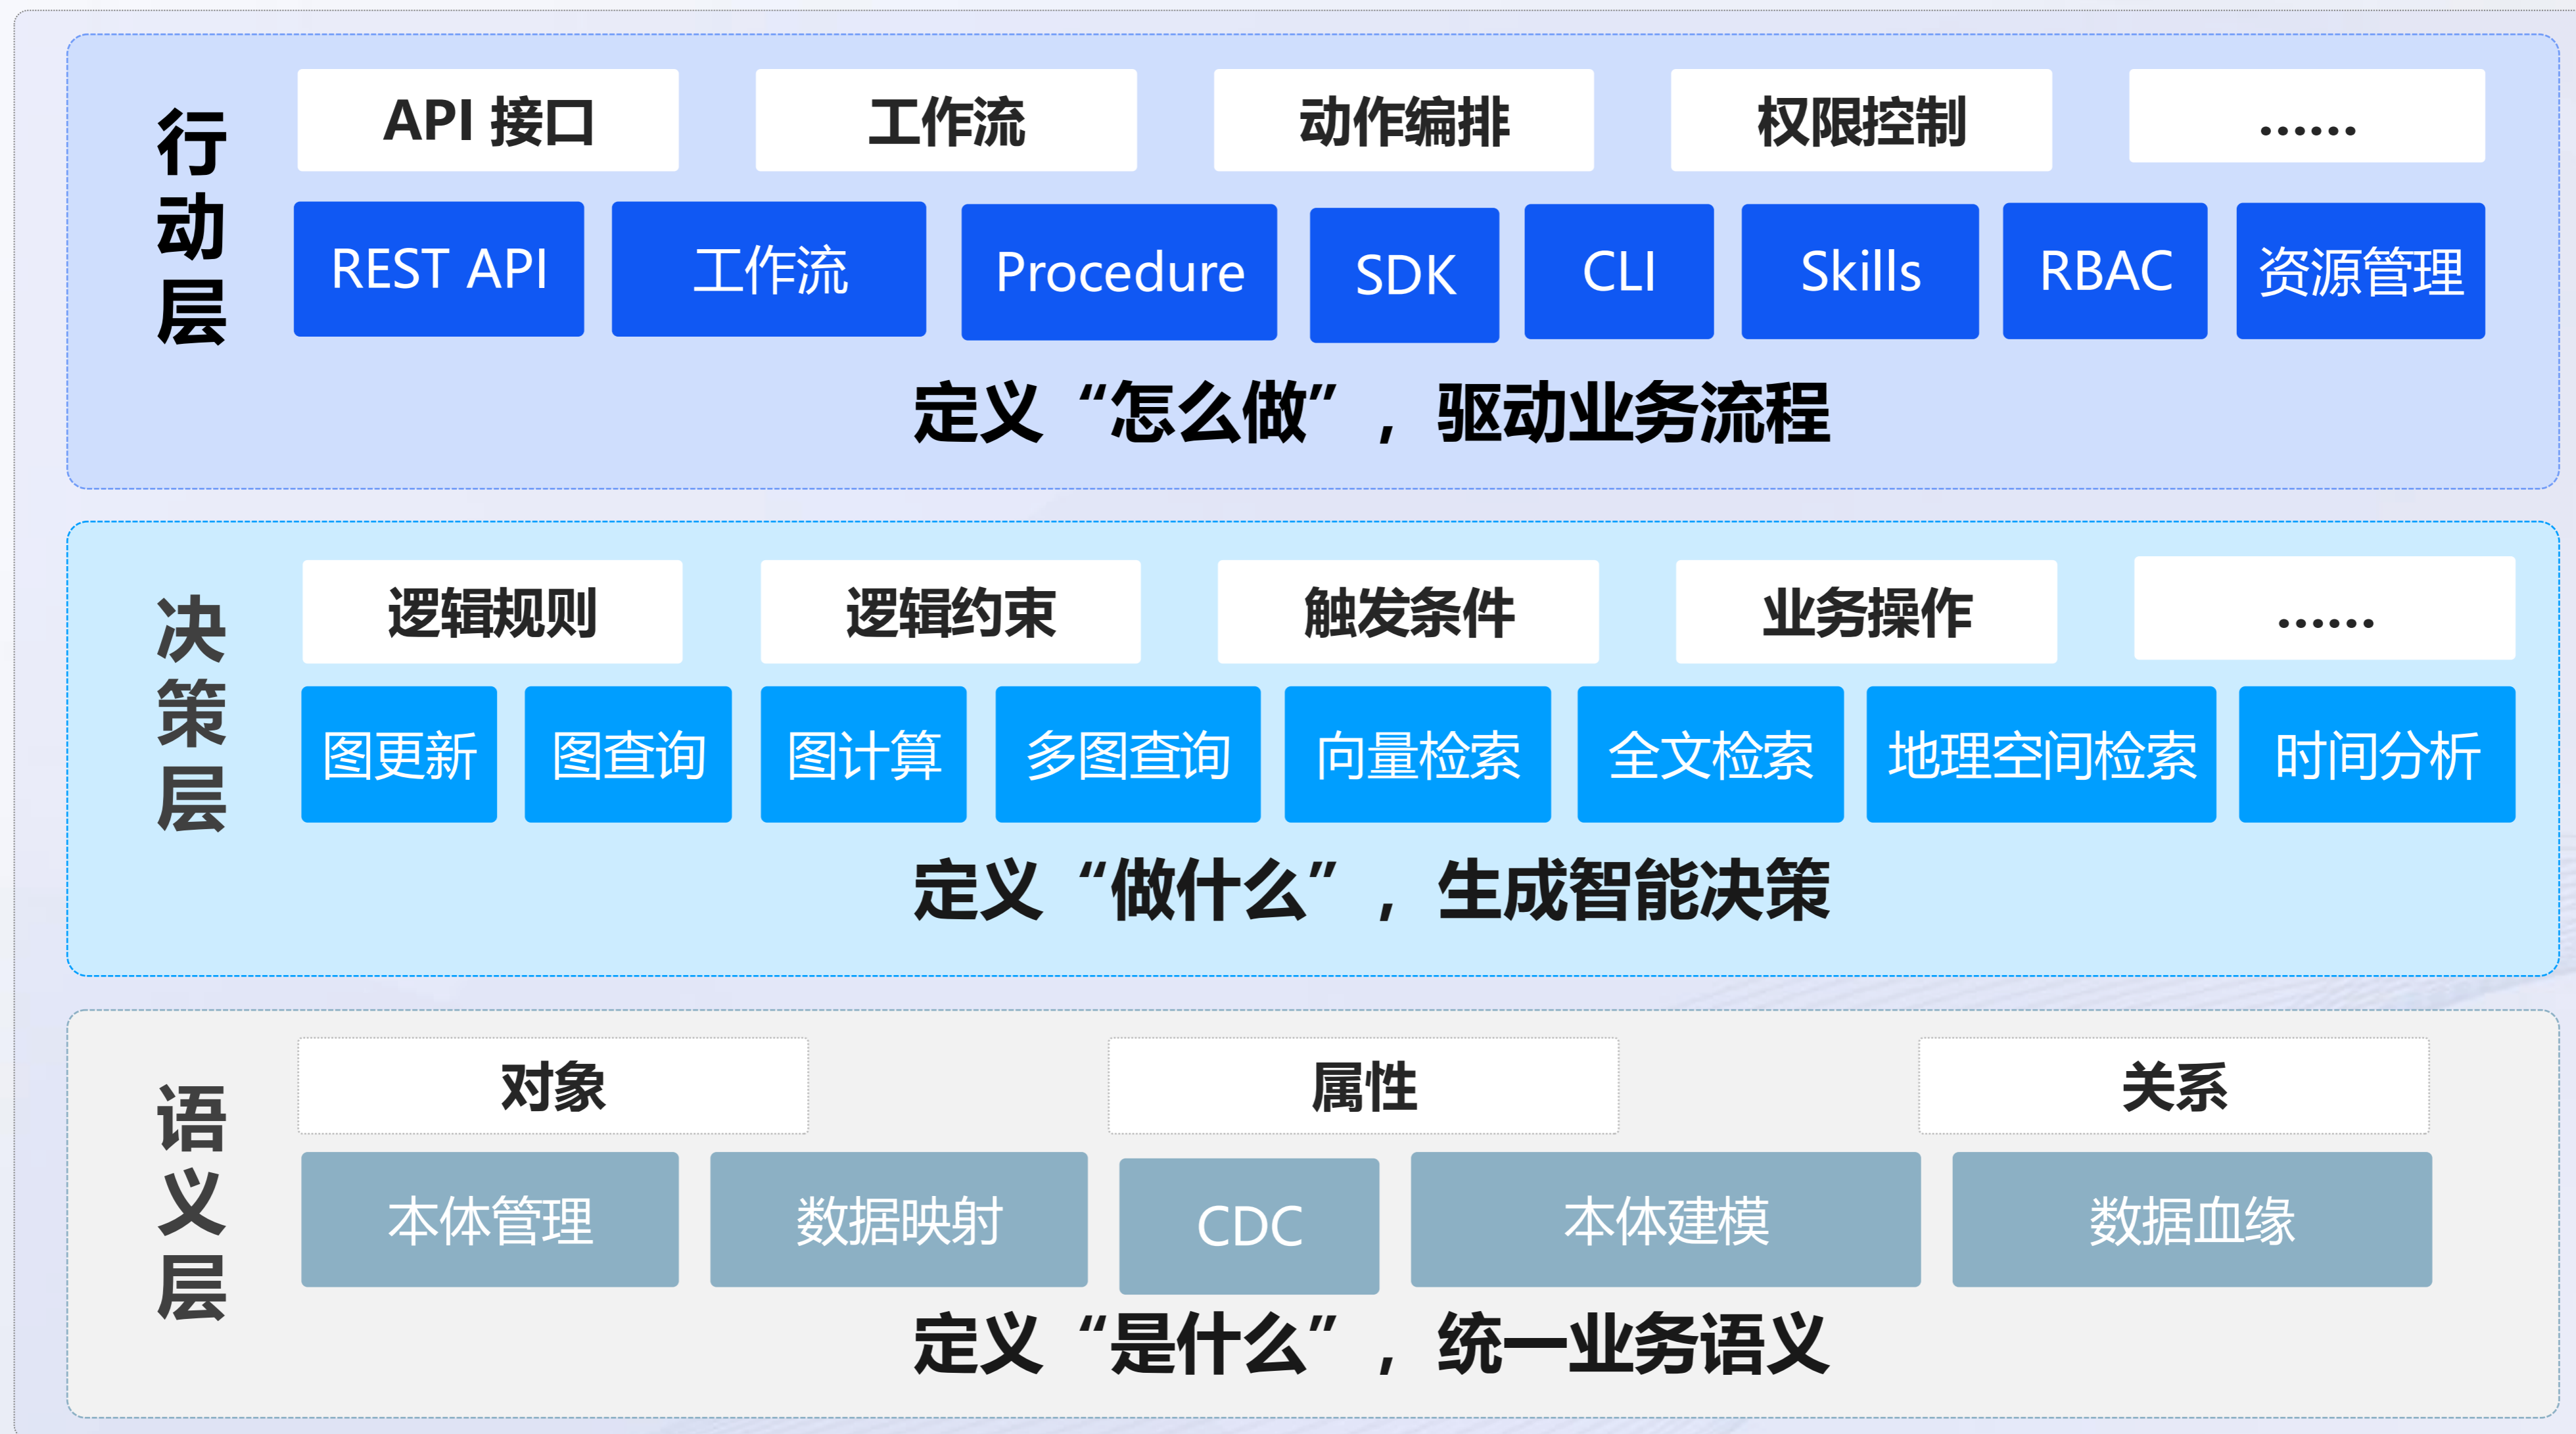 行动层
API 接口 工作流 动作编排 权限控制 ......
REST API 工作流 Procedure SDK CLI Skills RBAC 资源管理
定义“怎么做”，驱动业务流程
决策层
逻辑规则 逻辑约束 触发条件 业务操作 ......
图更新 图查询 图计算 多图查询 向量检索 全文检索 地理空间检索 时间分析
定义“做什么”，生成智能决策
语义层
对象 属性 关系
本体管理 数据映射 CDC 本体建模 数据血缘
定义“是什么”，统一业务语义